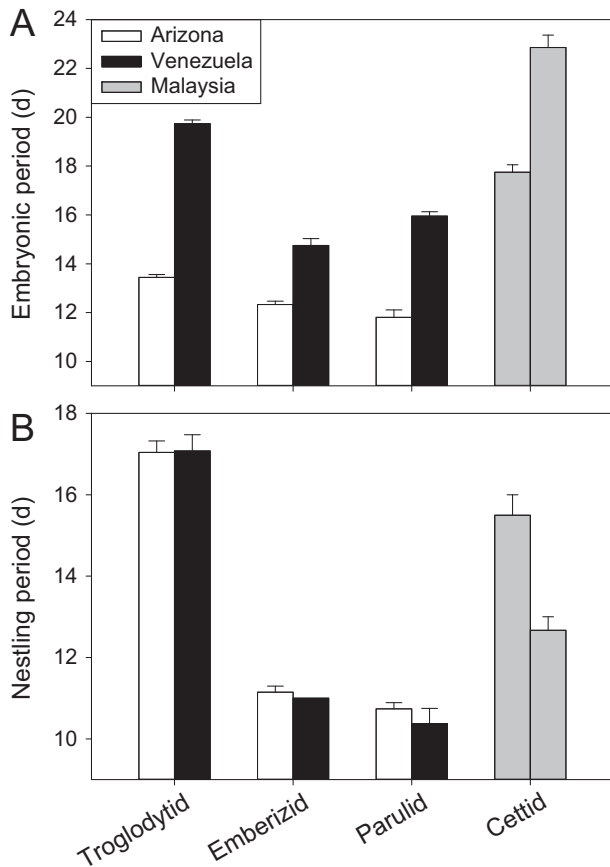 A
Arizona
Venezuela
Malaysia
Embryonic period (d)
24
22
20
18
16
14
12
10
B
Nestling period (d)
18
16
14
12
10
Troglodytid
Emberizid
Parulid
Cettid